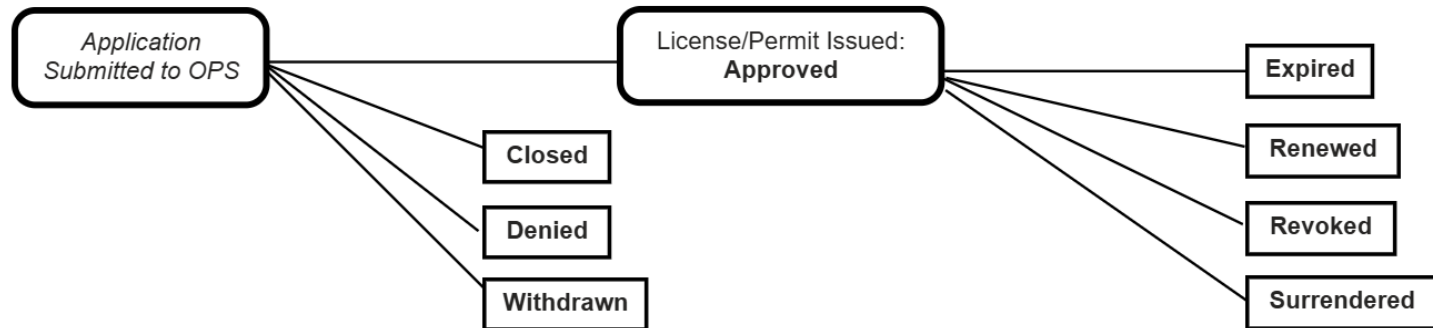 Application
Submitted to OPS
License/Permit Issued:
Approved
Closed
Denied
Withdrawn
Expired
Renewed
Revoked
Surrendered